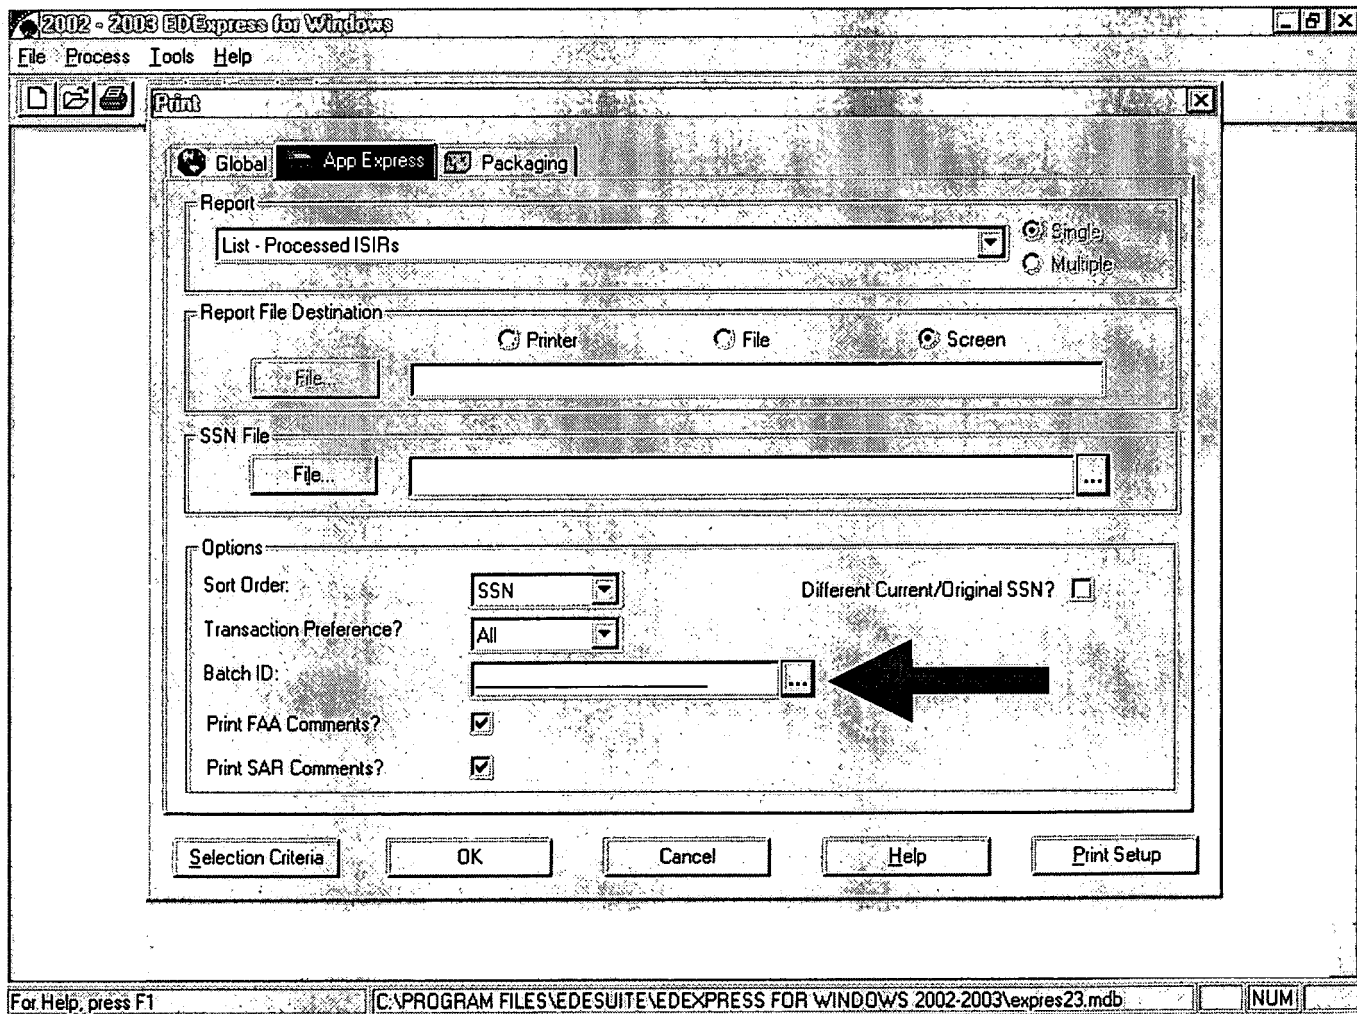 2002 - 2003 EDExpress for Windows
File Process Tools Help
Print
Global App Express Packaging
Report
List - Processed ISIRs
Single
Multiple
Report File Destination
Printer File Screen
File...
SSN File
File... ...
Options
Sort Order: SSN Different Current/Original SSN?
Transaction Preference? All
Batch ID: ...
Print FAA Comments?
Print SAR Comments?
Selection Criteria OK Cancel Help Print Setup
For Help, press F1 C:\PROGRAM FILES\EDESUITE\EDEXPRESS FOR WINDOWS 2002-2003\expres23.mdb NUM